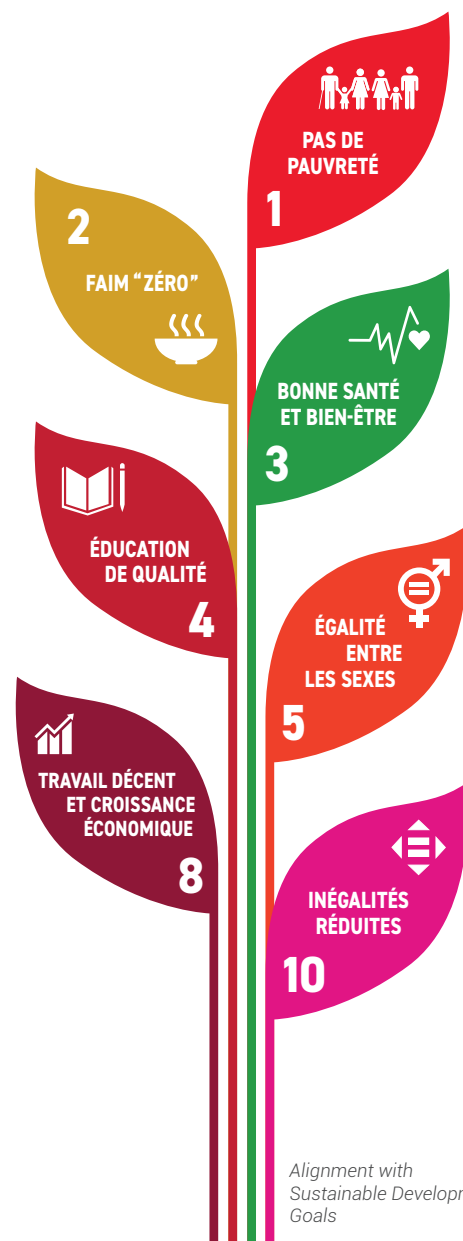 PAS DE
PAUVRETÉ
1
2
FAIM “ZÉRO”
BONNE SANTÉ
ET BIEN-ÊTRE
3
ÉDUCATION
DE QUALITÉ
4
ÉGALITÉ
ENTRE
LES SEXES
5
TRAVAIL DÉCENT
ET CROISSANCE
ÉCONOMIQUE
8
INÉGALITÉS
RÉDUITES
10
Alignment with
Sustainable
Goals